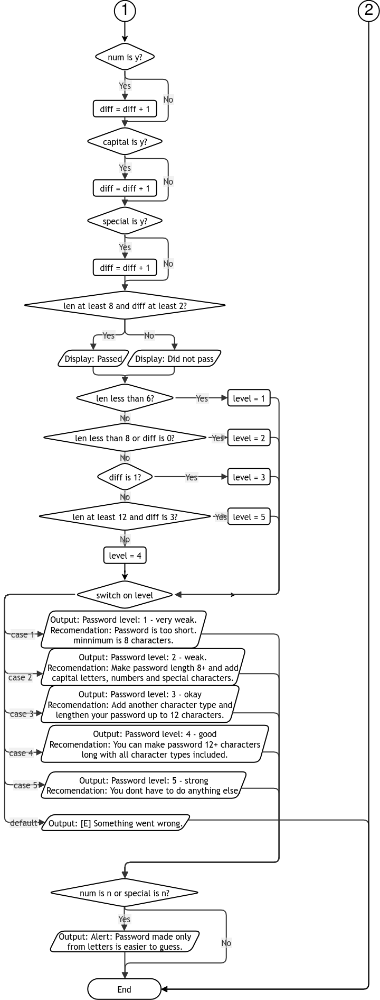 1
2
num is y?
Yes
No
diff = diff + 1
capital is y?
Yes
No
diff = diff + 1
special is y?
Yes
No
diff = diff + 1
len at least 8 and diff at least 2?
Yes
No
Display: Passed
Display: Did not pass
len less than 6?
Yes
level = 1
No
len less than 8 or diff is 0?
Yes
level = 2
No
diff is 1?
Yes
level = 3
No
len at least 12 and diff is 3?
Yes
level = 5
No
level = 4
switch on level
case 1
Output: Password level: 1 - very weak.
Recomendation: Password is too short.
minnimum is 8 characters.
case 2
Output: Password level: 2 - weak.
Recomendation: Make password length 8+ and add
capital letters, numbers and special characters.
case 3
Output: Password level: 3 - okay
Recomendation: Add another character type and
lengthen your password up to 12 characters.
case 4
Output: Password level: 4 - good
Recomendation: You can make password 12+ characters
long with all character types included.
case 5
Output: Password level: 5 - strong
Recomendation: You dont have to do anything else.
default
Output: [E] Something went wrong.
num is n or special is n?
Yes
No
Output: Alert: Password made only
from letters is easier to guess.
End